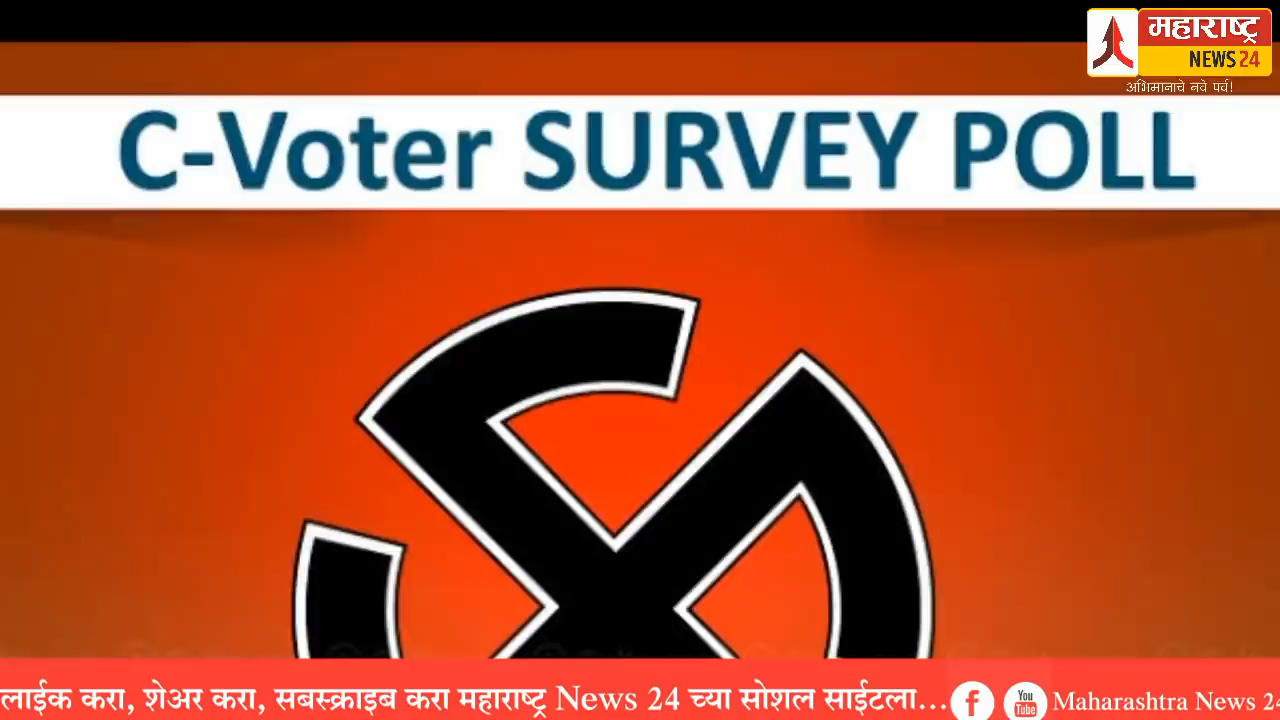 महाराष्ट्र
NEWS 24
अभिमानाचे नवे पर्व!
C-Voter SURVEY POLL
लाईक करा, शेअर करा, सबस्क्राइब करा महाराष्ट्र News 24 च्या सोशल साईटला... f You Tube Maharashtra News 24